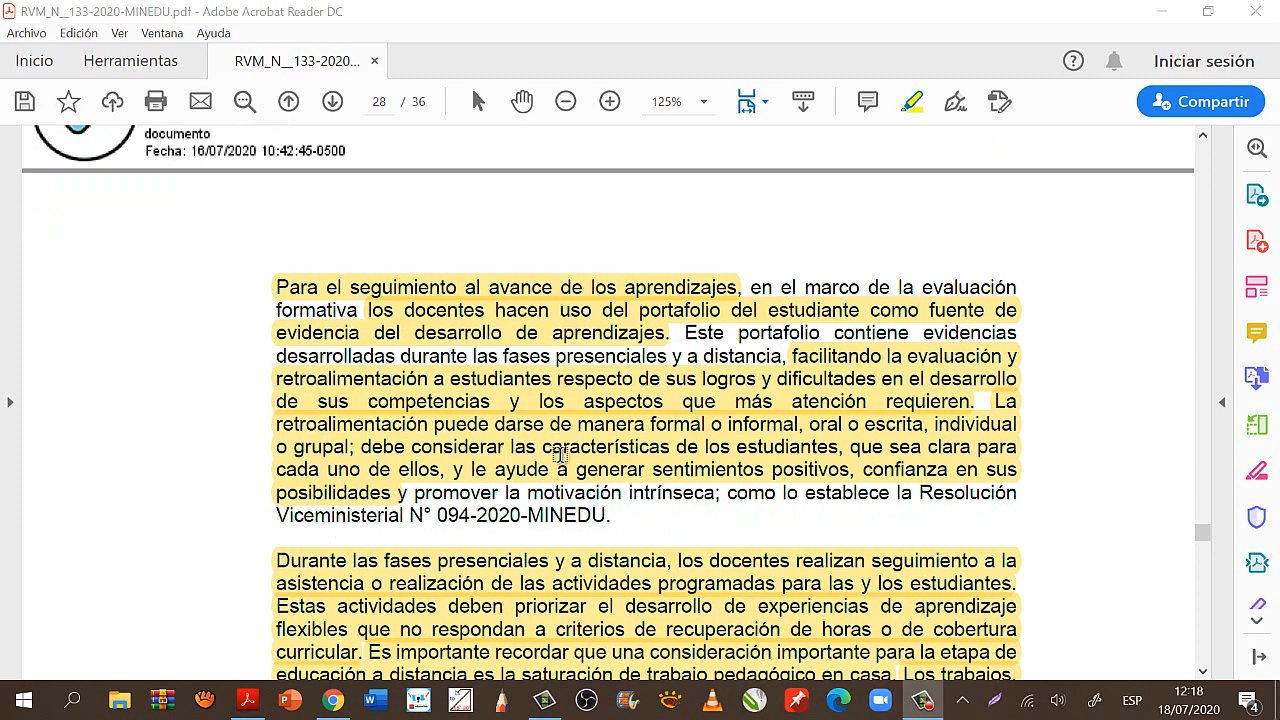 RVM_N__133-2020-MINEDU.pdf - Adobe Acrobat Reader DC
Archivo Edición Ver Ventana Ayuda
Inicio Herramientas RVM_N__133-2020... × Iniciar sesión
28 / 36 125% Compartir
documento
Fecha: 16/07/2020 10:42:45-0500
Para el seguimiento al avance de los aprendizajes, en el marco de la evaluación
formativa los docentes hacen uso del portafolio del estudiante como fuente de
evidencia del desarrollo de aprendizajes. Este portafolio contiene evidencias
desarrolladas durante las fases presenciales y a distancia, facilitando la evaluación y
retroalimentación a estudiantes respecto de sus logros y dificultades en el desarrollo
de sus competencias y los aspectos que más atención requieren. La
retroalimentación puede darse de manera formal o informal, oral o escrita, individual
o grupal; debe considerar las características de los estudiantes, que sea clara para
cada uno de ellos, y le ayude a generar sentimientos positivos, confianza en sus
posibilidades y promover la motivación intrínseca; como lo establece la Resolución
Viceministerial N° 094-2020-MINEDU.
Durante las fases presenciales y a distancia, los docentes realizan seguimiento a la
asistencia o realización de las actividades programadas para las y los estudiantes.
Estas actividades deben priorizar el desarrollo de experiencias de aprendizaje
flexibles que no respondan a criterios de recuperación de horas o de cobertura
curricular. Es importante recordar que una consideración importante para la etapa de
educación a distancia es la saturación de trabajo pedagógico en casa. Los trabajos,
ESP
12:18
18/07/2020
4